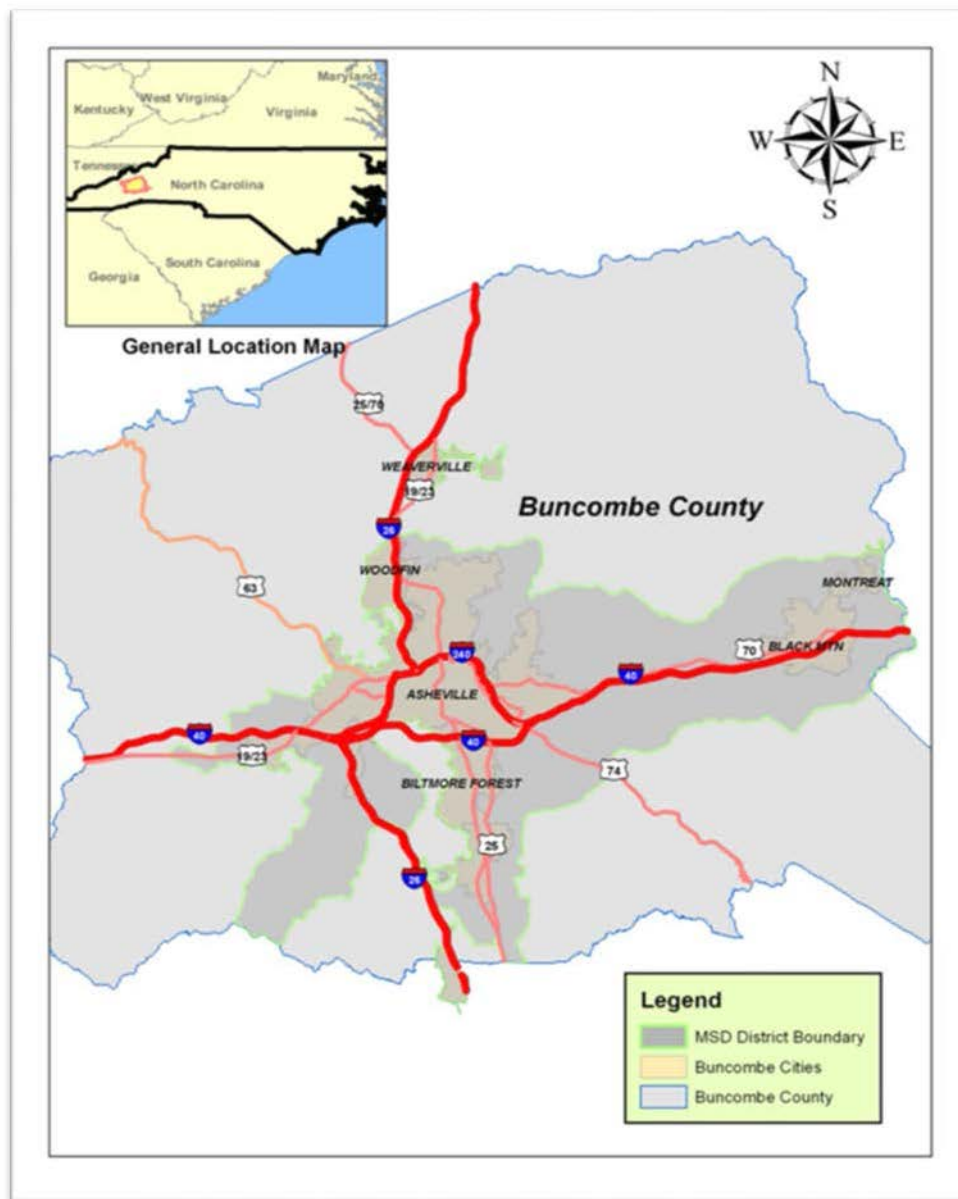 Maryland
West Virginia
Kentucky
Virginia
Tennessee
North Carolina
South Carolina
Georgia
General Location Map
N
W
E
S
25/70
WEAVERVILLE
19/23
Buncombe County
26
WOODFIN
63
MONTREAT
240
70
BLACK MTN
40
ASHEVILLE
40
40
19/23
74
BILTMORE FOREST
25
26
Legend
MSD District Boundary
Buncombe Cities
Buncombe County